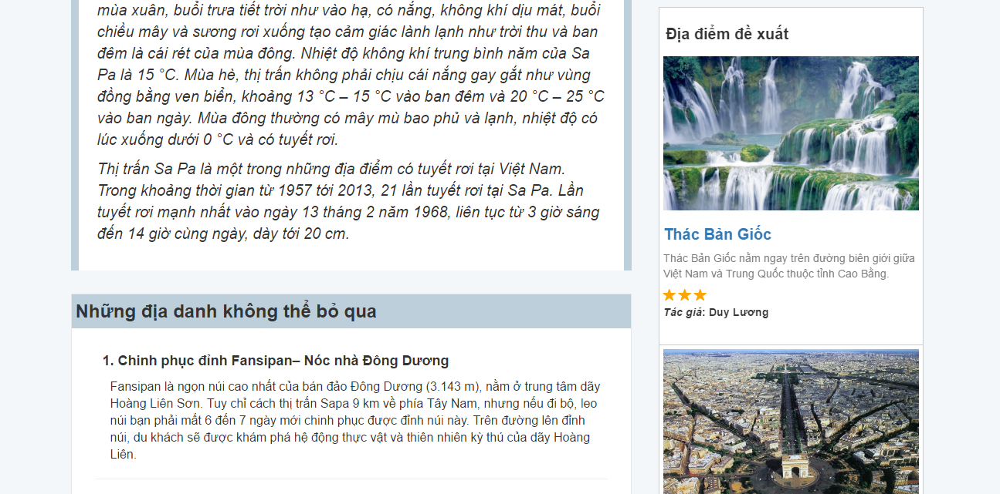 mùa xuân, buổi trưa tiết trời như vào hạ, có nắng, không khí dịu mát, buổi
chiều mây và sương rơi xuống tạo cảm giác lành lạnh như trời thu và ban
đêm là cái rét của mùa đông. Nhiệt độ không khí trung bình năm của Sa
Pa là 15 °C. Mùa hè, thị trấn không phải chịu cái nắng gay gắt như vùng
đồng bằng ven biển, khoảng 13 °C – 15 °C vào ban đêm và 20 °C – 25 °C
vào ban ngày. Mùa đông thường có mây mù bao phủ và lạnh, nhiệt độ có
lúc xuống dưới 0 °C và có tuyết rơi.
Thị trấn Sa Pa là một trong những địa điểm có tuyết rơi tại Việt Nam.
Trong khoảng thời gian từ 1957 tới 2013, 21 lần tuyết rơi tại Sa Pa. Lần
tuyết rơi mạnh nhất vào ngày 13 tháng 2 năm 1968, liên tục từ 3 giờ sáng
đến 14 giờ cùng ngày, dày tới 20 cm.
Những địa danh không thể bỏ qua
1. Chinh phục đỉnh Fansipan– Nóc nhà Đông Dương
Fansipan là ngọn núi cao nhất của bán đảo Đông Dương (3.143 m), nằm ở trung tâm dãy
Hoàng Liên Sơn. Tuy chỉ cách thị trấn Sapa 9 km về phía Tây Nam, nhưng nếu đi bộ, leo
núi bạn phải mất 6 đến 7 ngày mới chinh phục được đỉnh núi này. Trên đường lên đỉnh
núi, du khách sẽ được khám phá hệ động thực vật và thiên nhiên kỳ thú của dãy Hoàng
Liên.
Địa điểm đề xuất
Thác Bản Giốc
Thác Bản Giốc nằm ngay trên đường biên giới giữa
Việt Nam và Trung Quốc thuộc tỉnh Cao Bằng.
Tác giả: Duy Lương